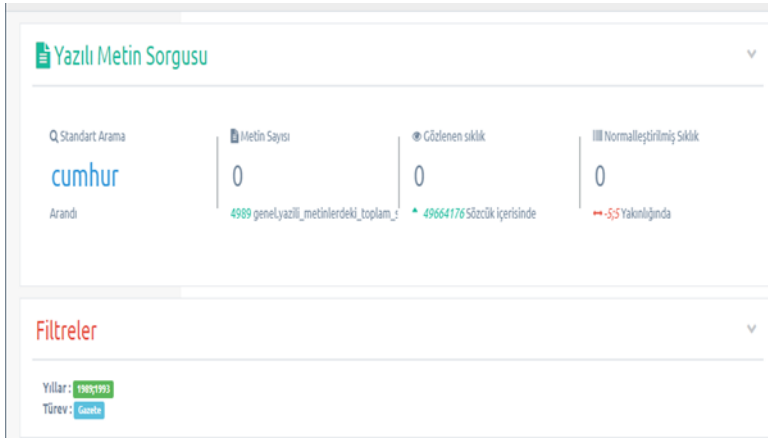 Yazılı Metin Sorgusu
Standart Arama
cumhur
Arandı
Metin Sayısı
0
4989 genel.yazili_metinlerdeki_toplam_s
Gözlenen sıklık
0
49664176 Sözcük içerisinde
Normalleştirilmiş Sıklık
0
-5;5 Yakınlığında
Filtreler
Yıllar : 1989;1993
Türev : Gazete